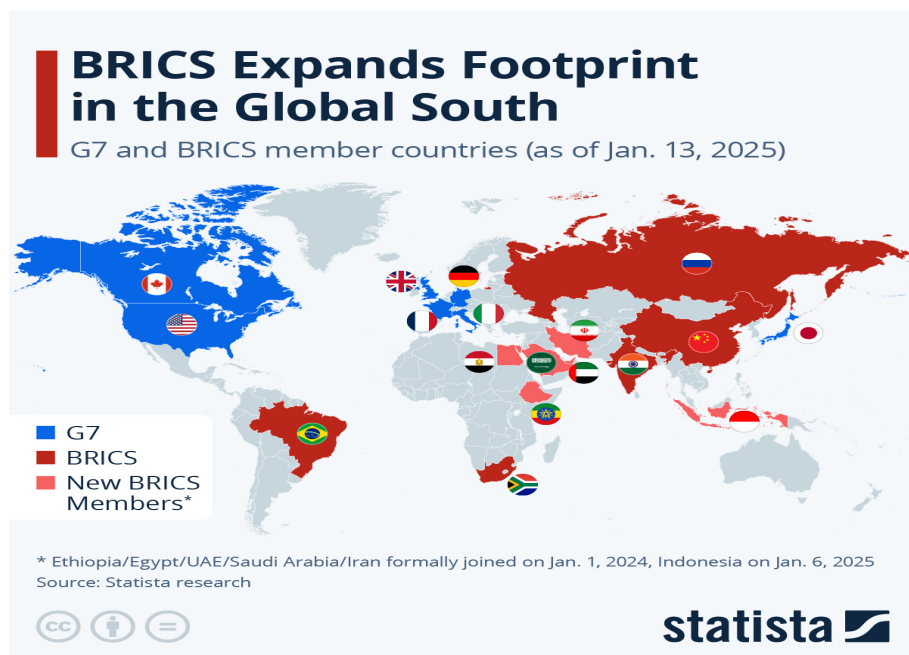 BRICS Expands Footprint
in the Global South
G7 and BRICS member countries (as of Jan. 13, 2025)
G7
BRICS
New BRICS
Members*
* Ethiopia/Egypt/UAE/Saudi Arabia/Iran formally joined on Jan. 1, 2024, Indonesia on Jan. 6, 2025
Source: Statista research
cc
statista